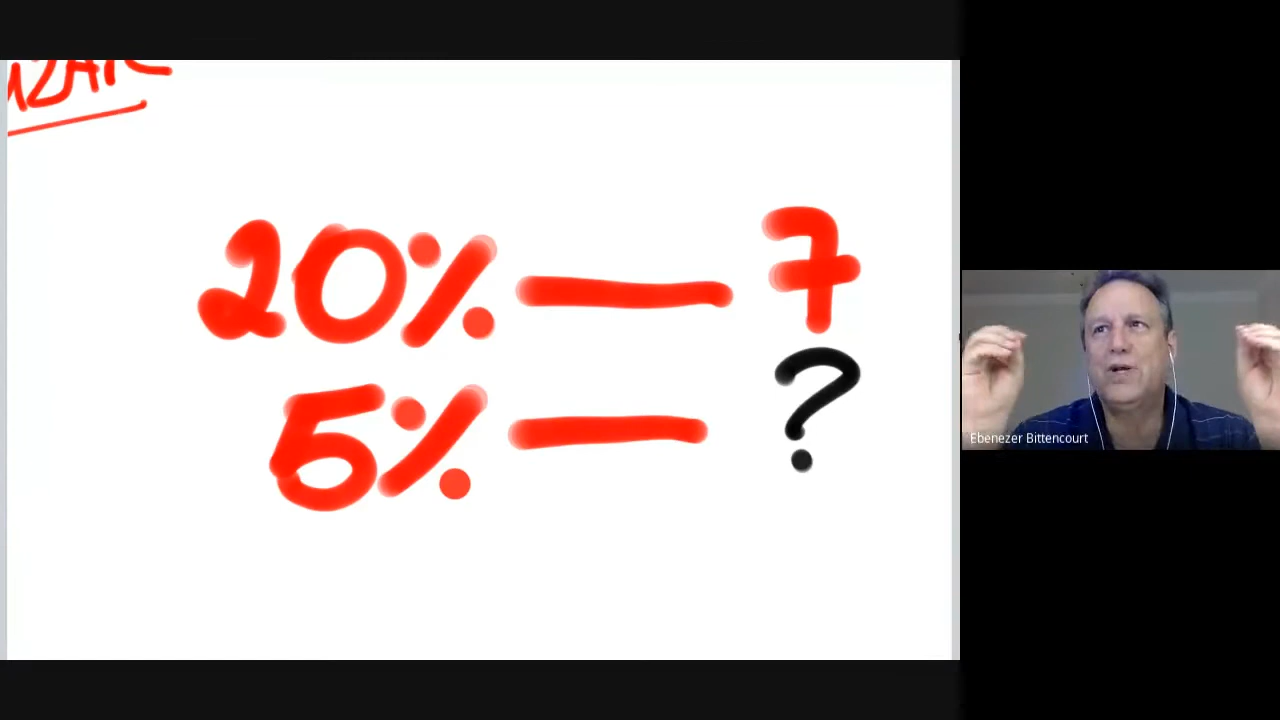 20% — 7
5% — ?
Ebenezer Bittencourt